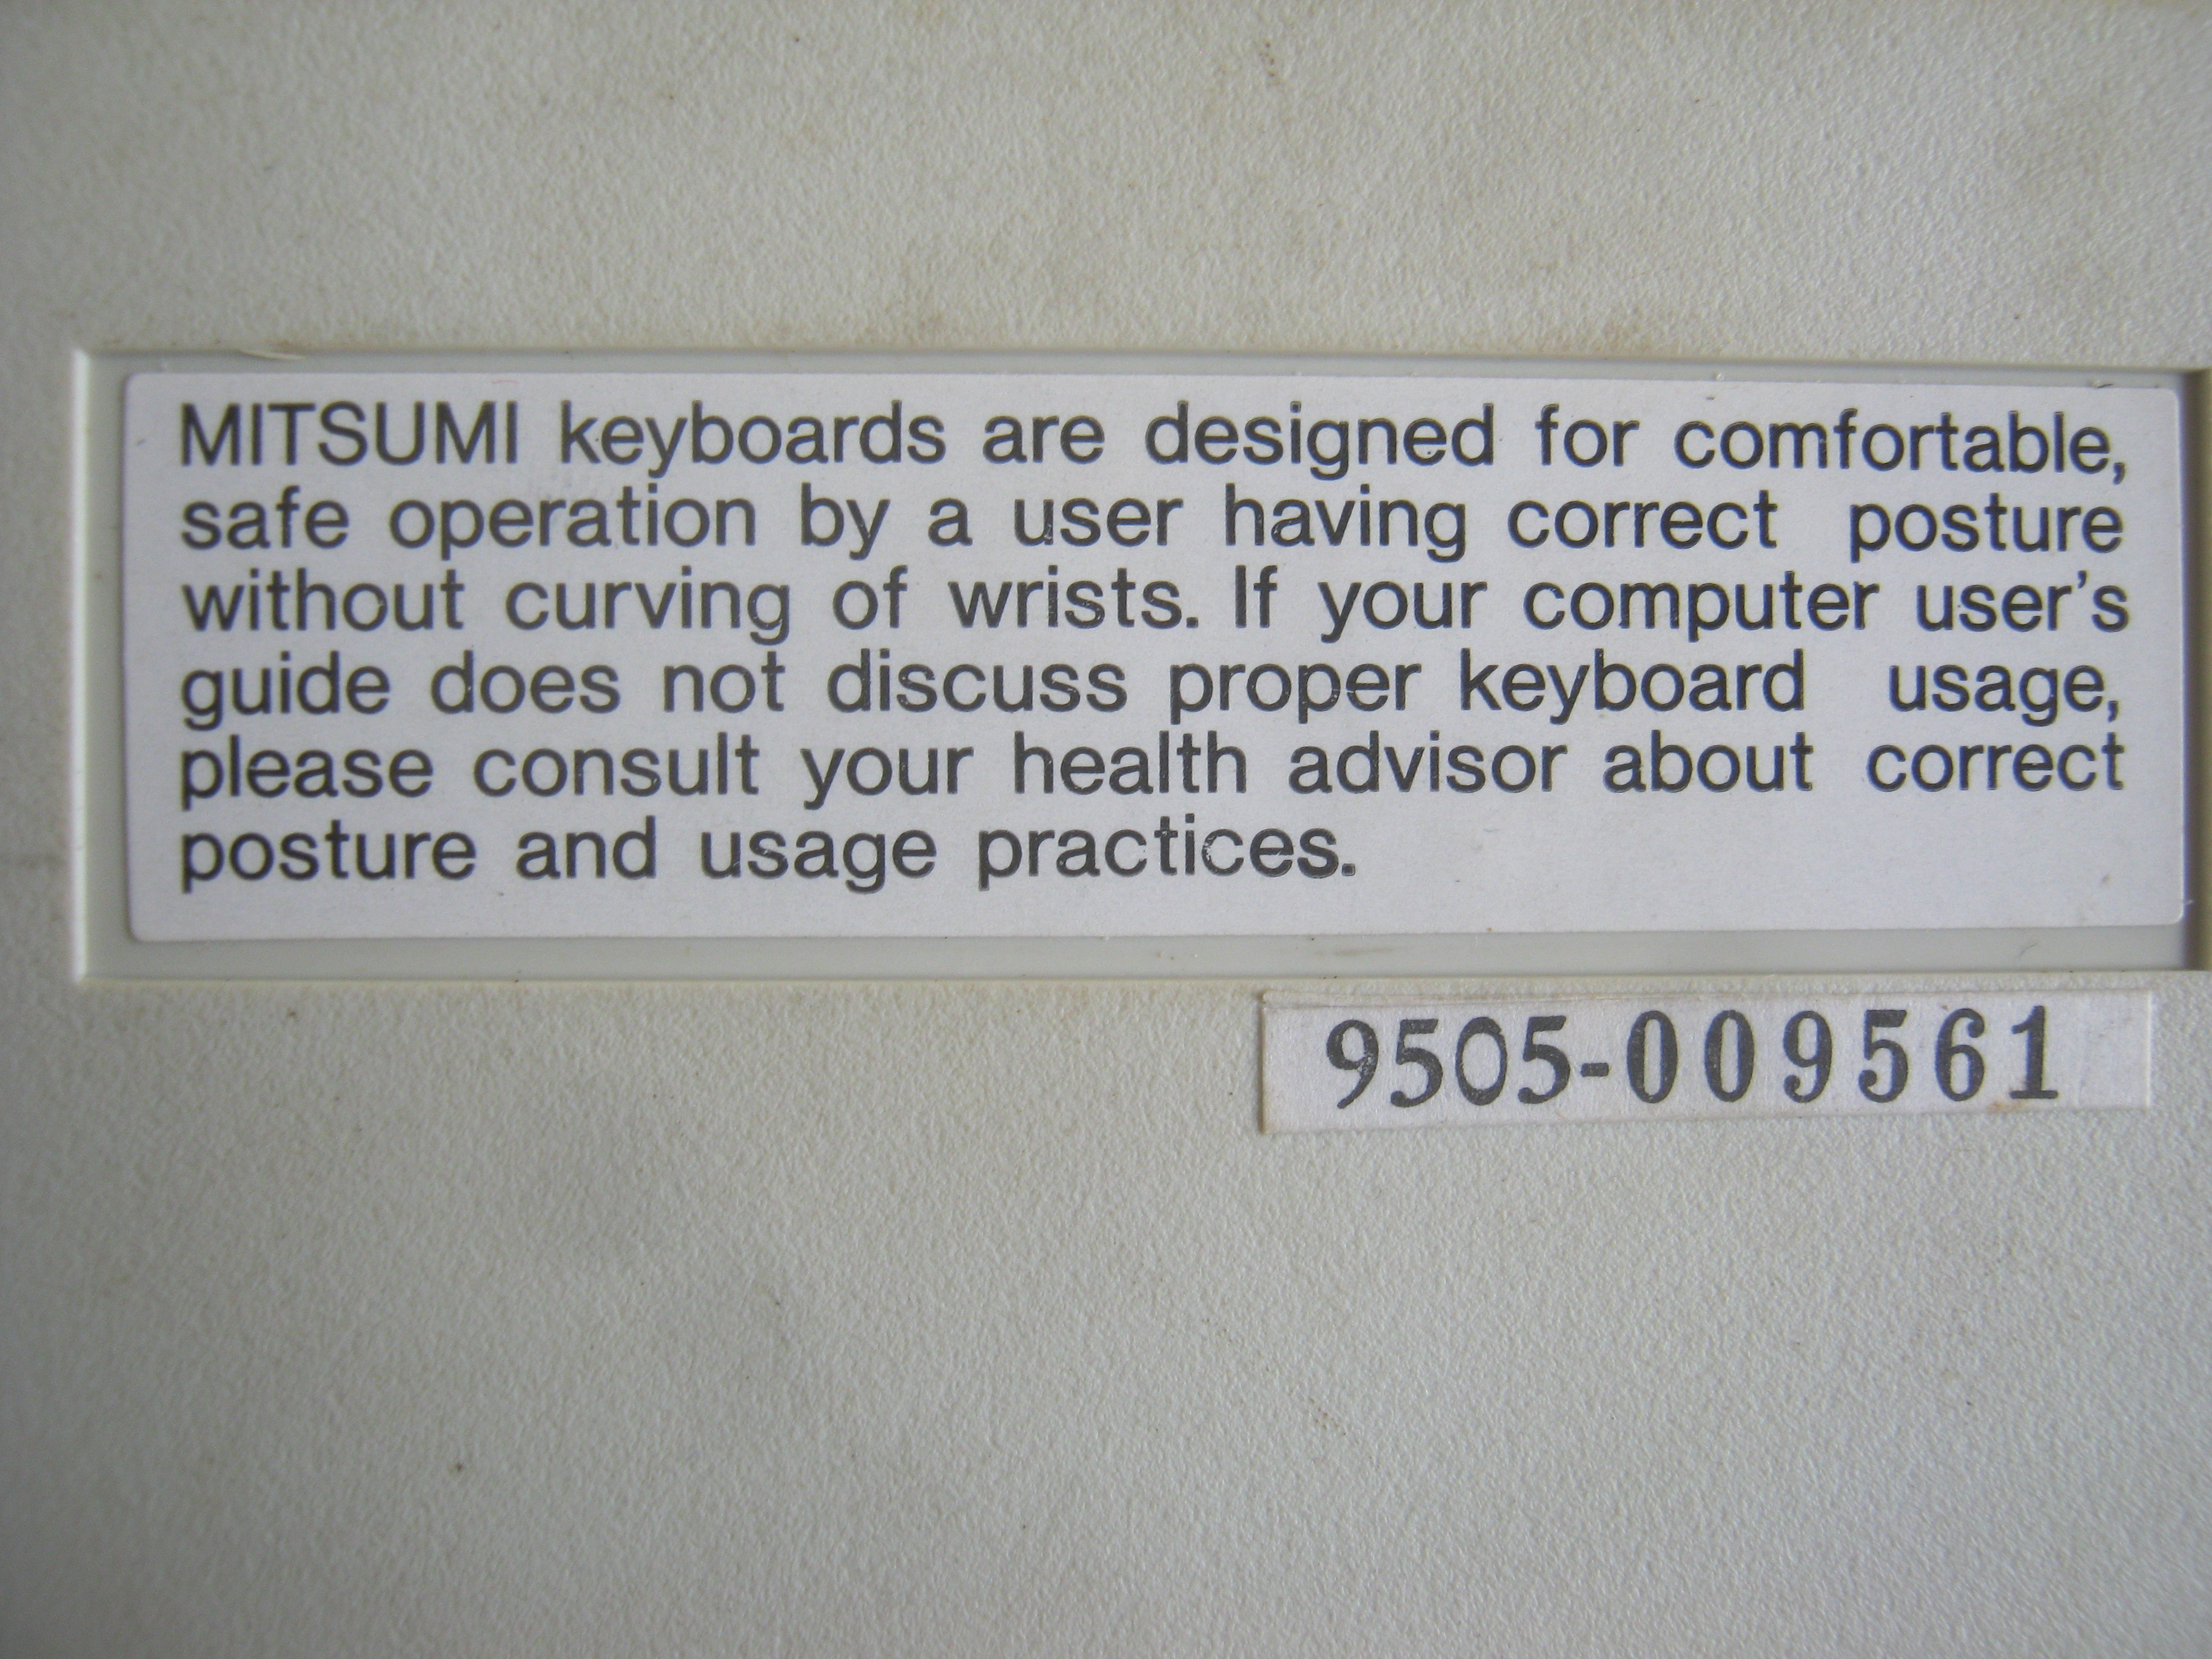 MITSUMI keyboards are designed for comfortable,
safe operation by a user having correct posture
without curving of wrists. If your computer user's
guide does not discuss proper keyboard usage,
please consult your health advisor about correct
posture and usage practices.
9505-009561